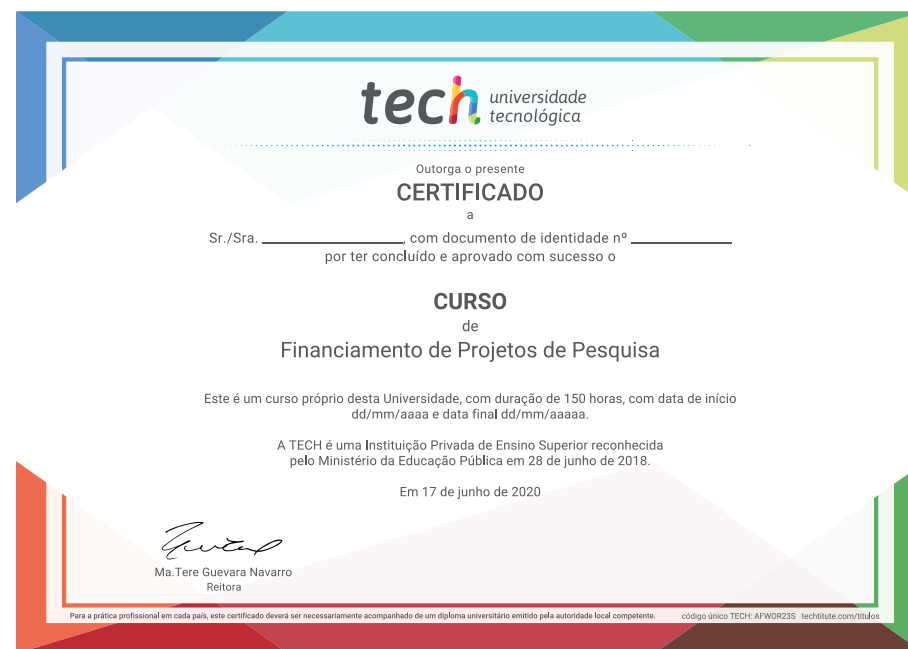 tech universidade
tecnológica
Outorga o presente
CERTIFICADO
a
Sr./Sra. ________________, com documento de identidade nº ____________
por ter concluído e aprovado com sucesso o
CURSO
de
Financiamento de Projetos de Pesquisa
Este é um curso próprio desta Universidade, com duração de 150 horas, com data de início
dd/mm/aaaa e data final dd/mm/aaaaa.
A TECH é uma Instituição Privada de Ensino Superior reconhecida
pelo Ministério da Educação Pública em 28 de junho de 2018.
Em 17 de junho de 2020
Ma.Tere Guevara Navarro
Reitora
Para a prática profissional em cada país, este certificado deverá ser necessariamente acompanhado de um diploma universitário emitido pela autoridade local competente. código único TECH: AFWOR23S techtitute.com/titulos